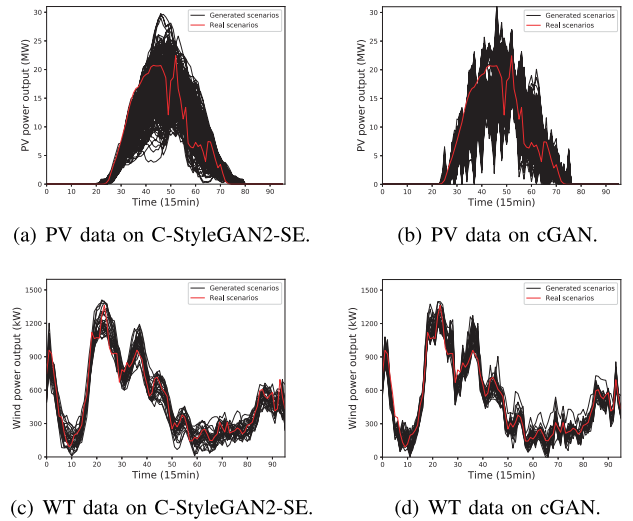 Generated scenarios
Real scenarios
PV power output (MW)
30
25
20
15
10
5
0
0 10 20 30 40 50 60 70 80 90
Time (15min)
(a) PV data on C-StyleGAN2-SE.
Generated scenarios
Real scenarios
PV power output (MW)
30
25
20
15
10
5
0
0 10 20 30 40 50 60 70 80 90
Time (15min)
(b) PV data on cGAN.
Generated scenarios
Real scenarios
Wind power output (kW)
1500
1200
900
600
300
0
0 10 20 30 40 50 60 70 80 90
Time (15min)
(c) WT data on C-StyleGAN2-SE.
Generated scenarios
Real scenarios
Wind power output (kW)
1500
1200
900
600
300
0
0 10 20 30 40 50 60 70 80 90
Time (15min)
(d) WT data on cGAN.